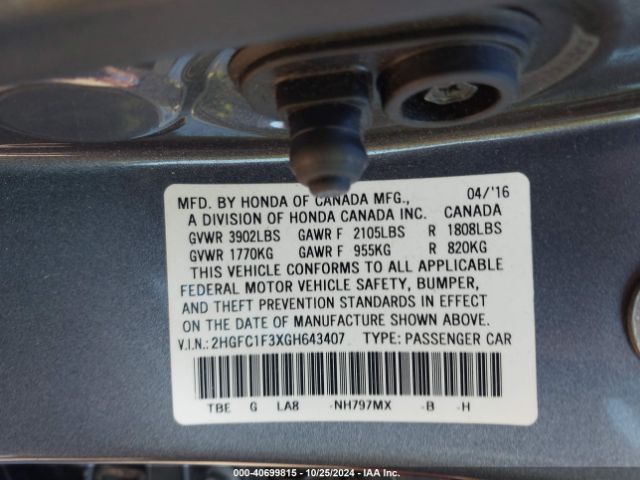 MFD. BY HONDA OF CANADA MFG., 04/'16
A DIVISION OF HONDA CANADA INC. CANADA
GVWR 3902LBS GAWR F 2105LBS R 1808LBS
GVWR 1770KG GAWR F 955KG R 820KG
THIS VEHICLE CONFORMS TO ALL APPLICABLE
FEDERAL MOTOR VEHICLE SAFETY, BUMPER,
AND THEFT PREVENTION STANDARDS IN EFFECT
ON THE DATE OF MANUFACTURE SHOWN ABOVE.
V.I.N.: 2HGFC1F3XGH643407 TYPE: PASSENGER CAR
TBE G LA8 -NH797MX -B -H
000-40699815 - 10/25/2024 - IAA Inc.